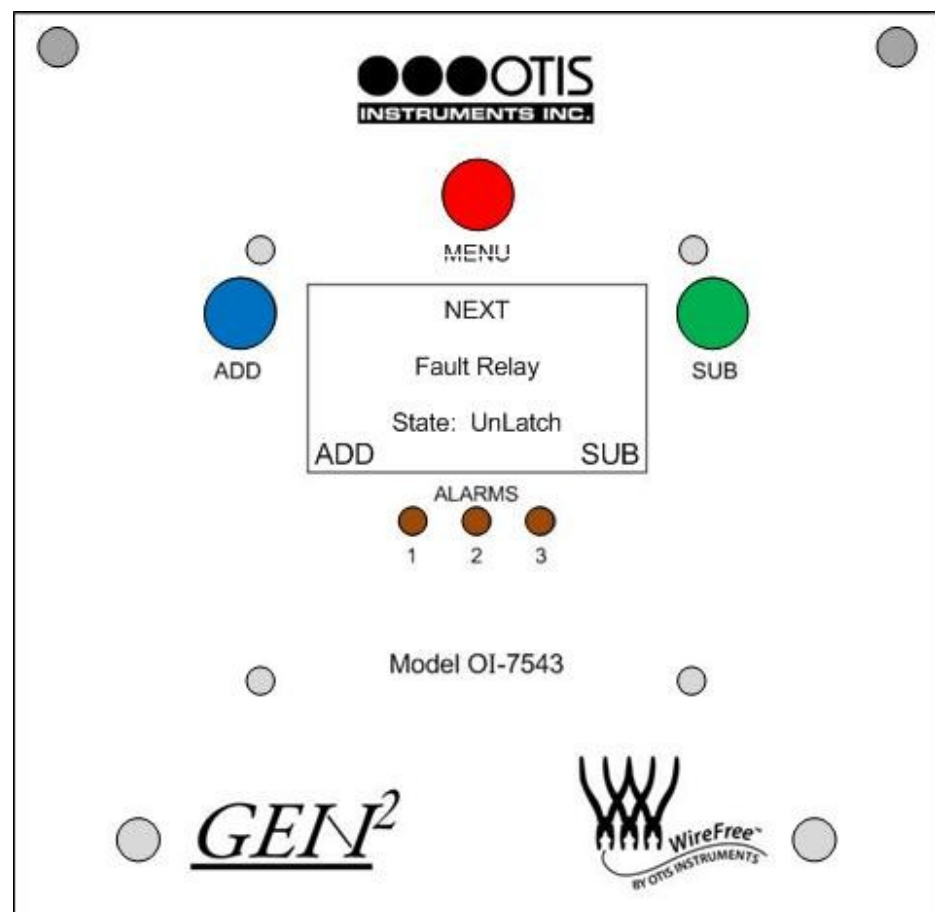 OTIS
INSTRUMENTS INC.
MENU
NEXT
ADD
SUB
Fault Relay
State: UnLatch
ADD SUB
ALARMS
1 2 3
Model OI-7543
GEN²
WireFree™
BY OTIS INSTRUMENTS